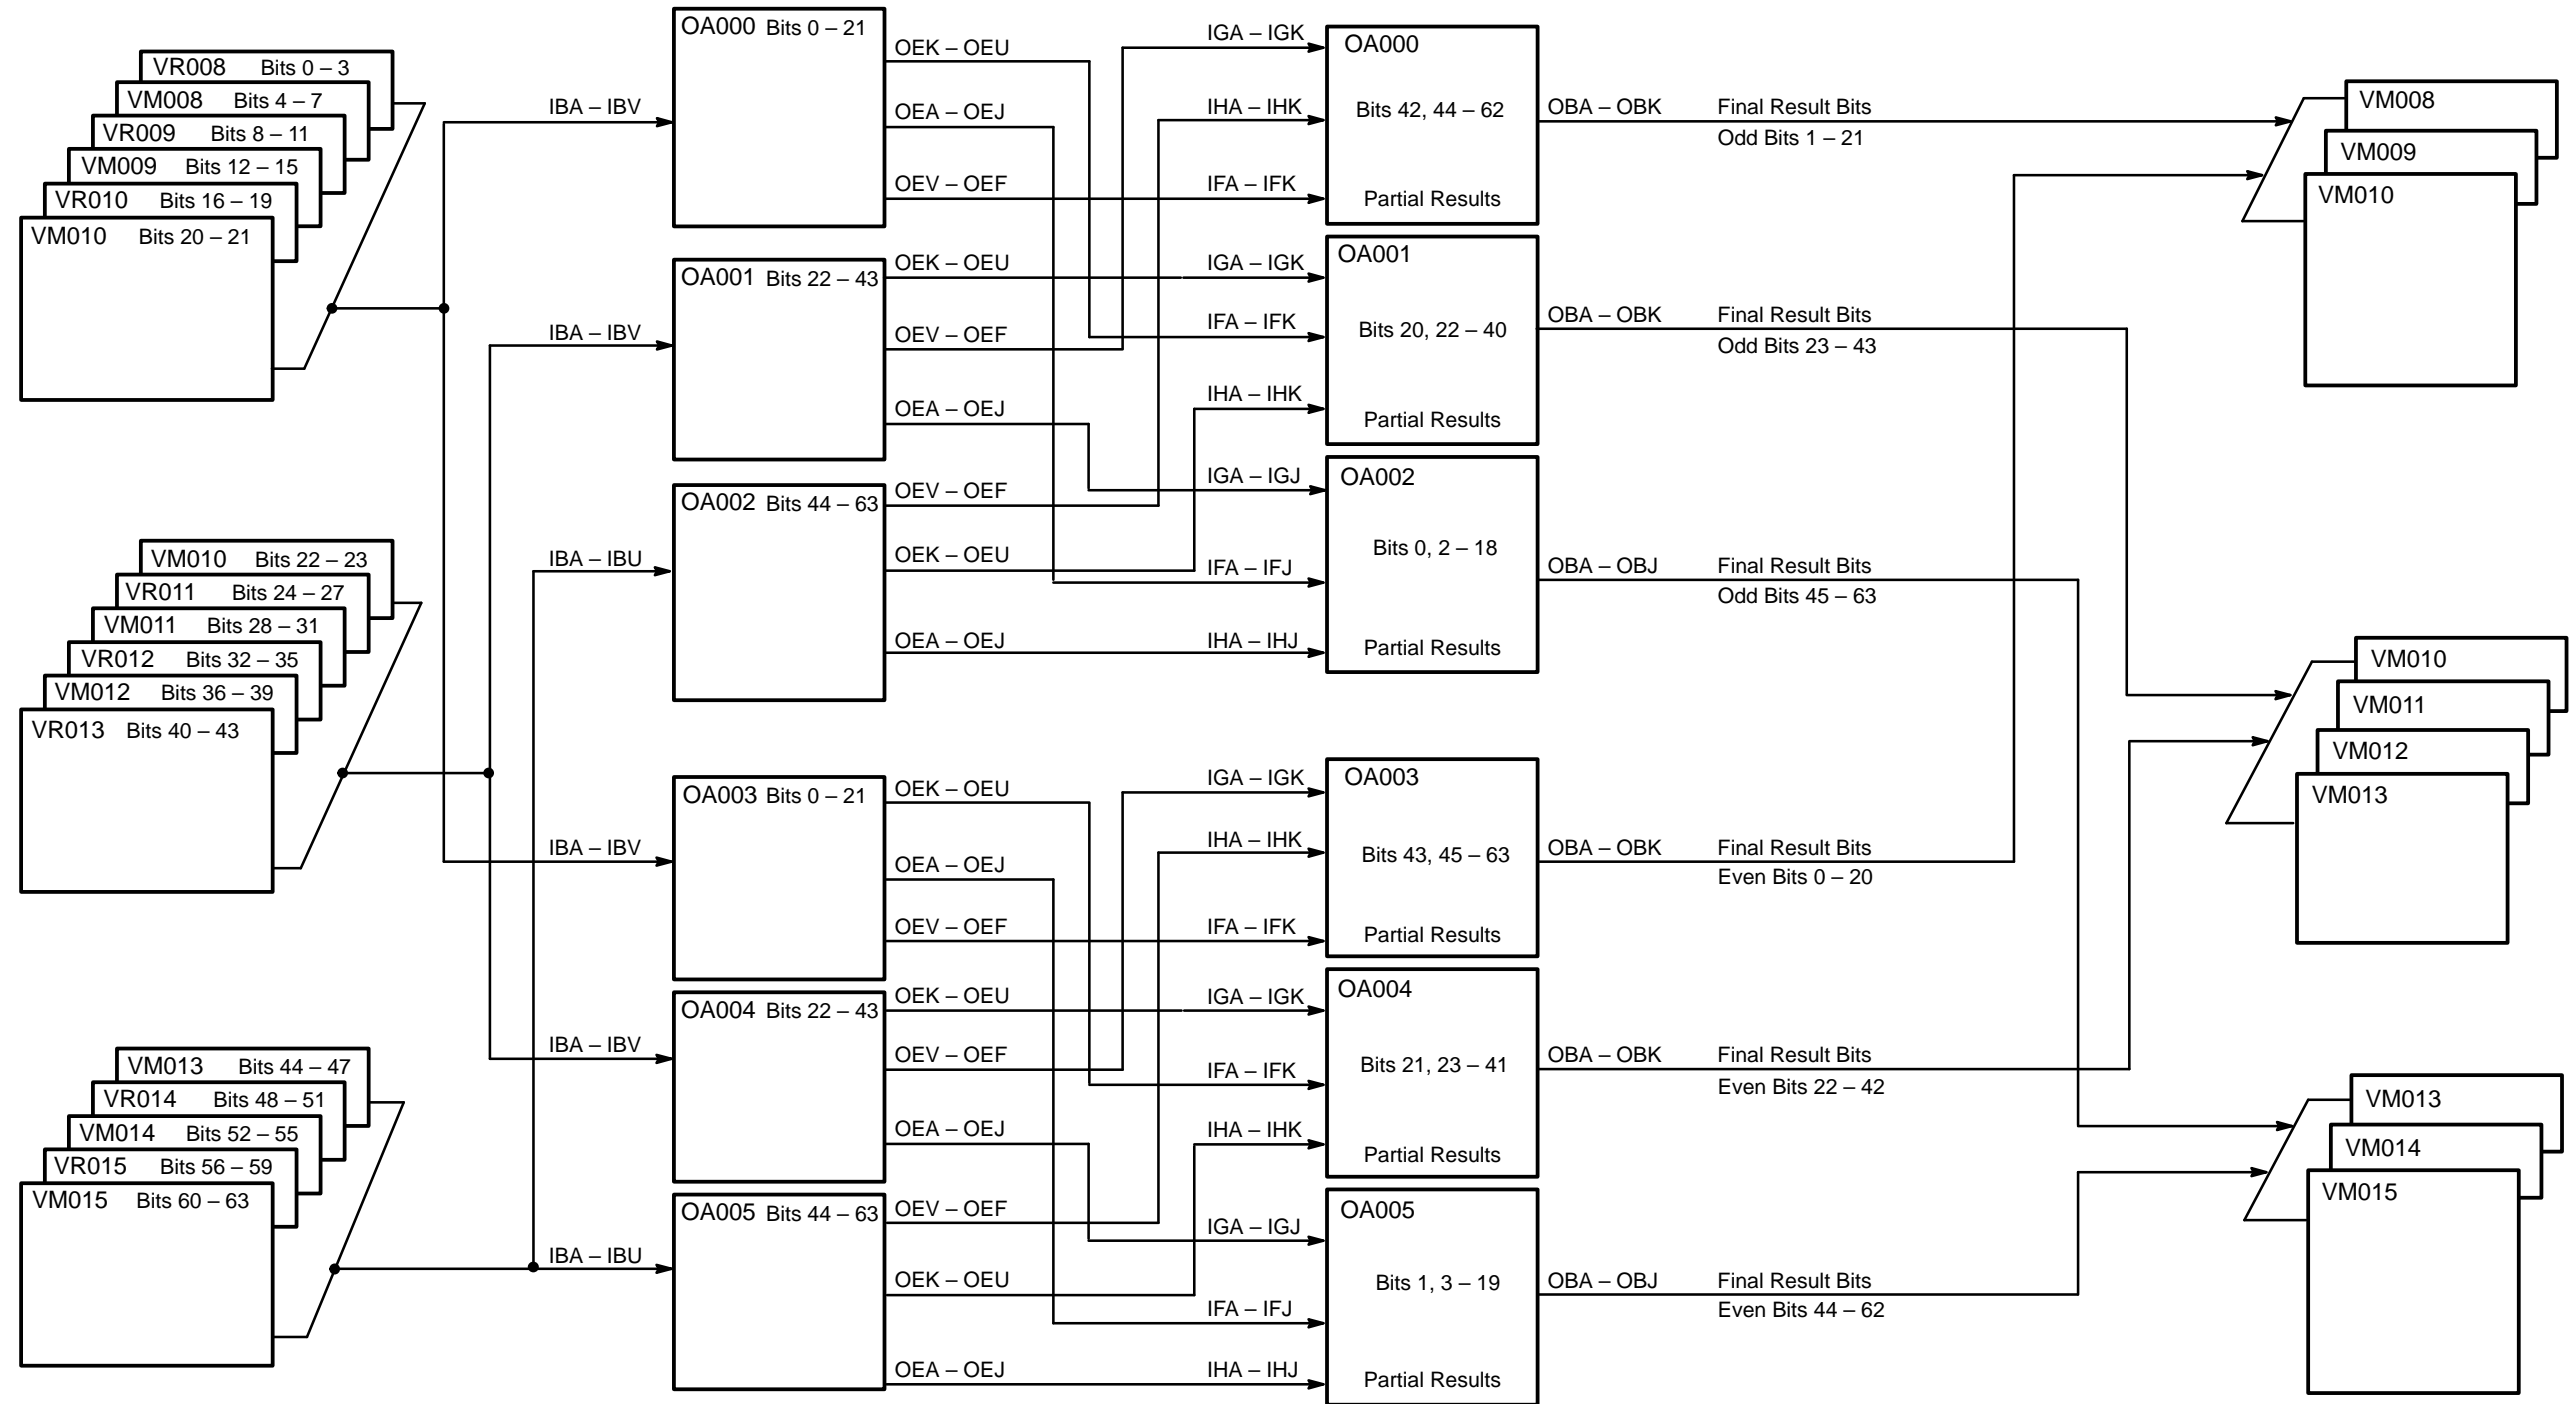 VR008 Bits 0 – 3
VM008 Bits 4 – 7
VR009 Bits 8 – 11
VM009 Bits 12 – 15
VR010 Bits 16 – 19
VM010 Bits 20 – 21
VM010 Bits 22 – 23
VR011 Bits 24 – 27
VM011 Bits 28 – 31
VR012 Bits 32 – 35
VM012 Bits 36 – 39
VR013 Bits 40 – 43
VM013 Bits 44 – 47
VR014 Bits 48 – 51
VM014 Bits 52 – 55
VR015 Bits 56 – 59
VM015 Bits 60 – 63
IBA – IBV
IBA – IBV
IBA – IBU
IBA – IBV
IBA – IBV
IBA – IBU
OA000 Bits 0 – 21
OEK – OEU
OEA – OEJ
OEV – OEF
OA001 Bits 22 – 43
OEK – OEU
OEV – OEF
OEA – OEJ
OA002 Bits 44 – 63
OEV – OEF
OEK – OEU
OEA – OEJ
OA003 Bits 0 – 21
OEK – OEU
OEA – OEJ
OEV – OEF
OA004 Bits 22 – 43
OEK – OEU
OEV – OEF
OEA – OEJ
OA005 Bits 44 – 63
OEV – OEF
OEK – OEU
OEA – OEJ
IGA – IGK
IHA – IHK
IFA – IFK
OA000
Bits 42, 44 – 62
Partial Results
IGA – IGK
IFA – IFK
IHA – IHK
OA001
Bits 20, 22 – 40
Partial Results
IGA – IGJ
IFA – IFJ
IHA – IHJ
OA002
Bits 0, 2 – 18
Partial Results
IGA – IGK
IHA – IHK
IFA – IFK
OA003
Bits 43, 45 – 63
Partial Results
IGA – IGK
IFA – IFK
IHA – IHK
OA004
Bits 21, 23 – 41
Partial Results
IGA – IGJ
IFA – IFJ
IHA – IHJ
OA005
Bits 1, 3 – 19
Partial Results
OBA – OBK Final Result Bits
Odd Bits 1 – 21
OBA – OBK Final Result Bits
Odd Bits 23 – 43
OBA – OBJ Final Result Bits
Odd Bits 45 – 63
OBA – OBK Final Result Bits
Even Bits 0 – 20
OBA – OBK Final Result Bits
Even Bits 22 – 42
OBA – OBJ Final Result Bits
Even Bits 44 – 62
VM008
VM009
VM010
VM010
VM011
VM012
VM013
VM013
VM014
VM015